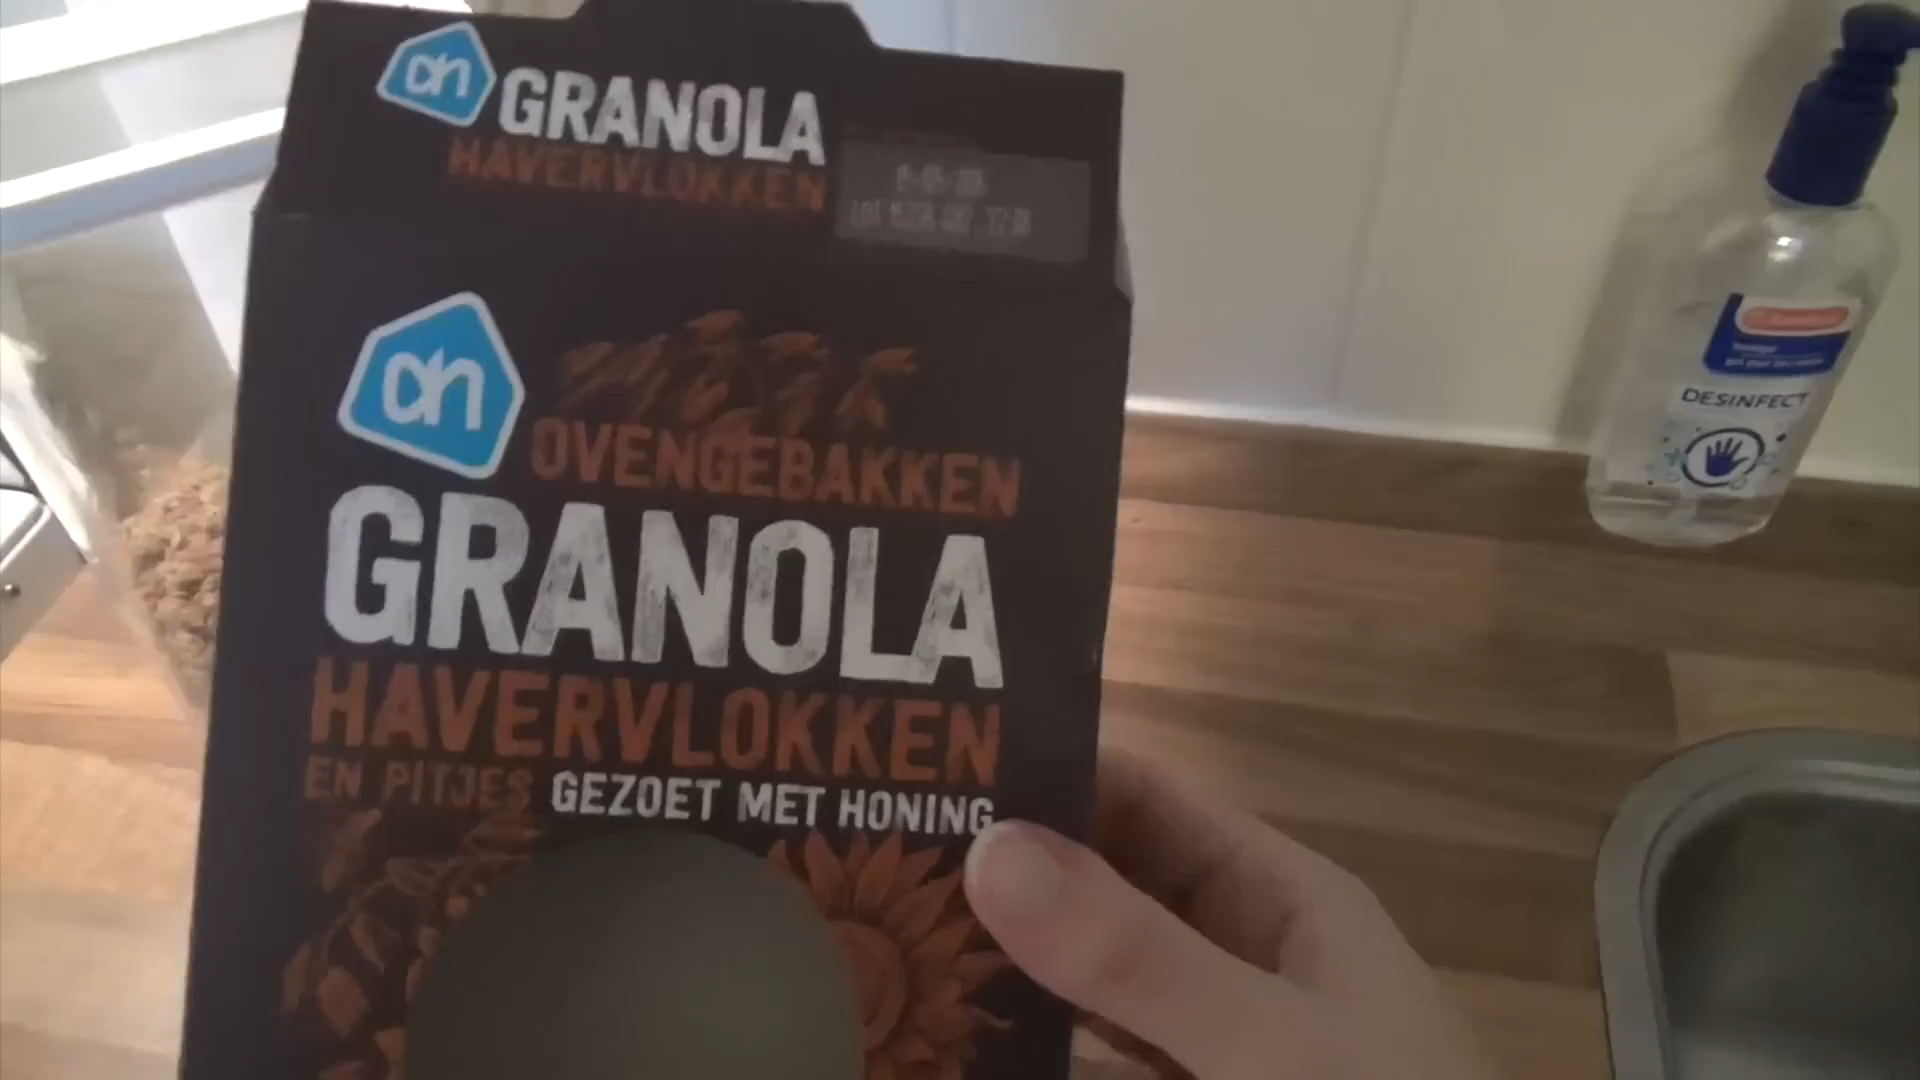 ah GRANOLA
HAVERVLOKKEN
ah
OVENGEBAKKEN
GRANOLA
HAVERVLOKKEN
EN PITJES GEZOET MET HONING
DESINFECT